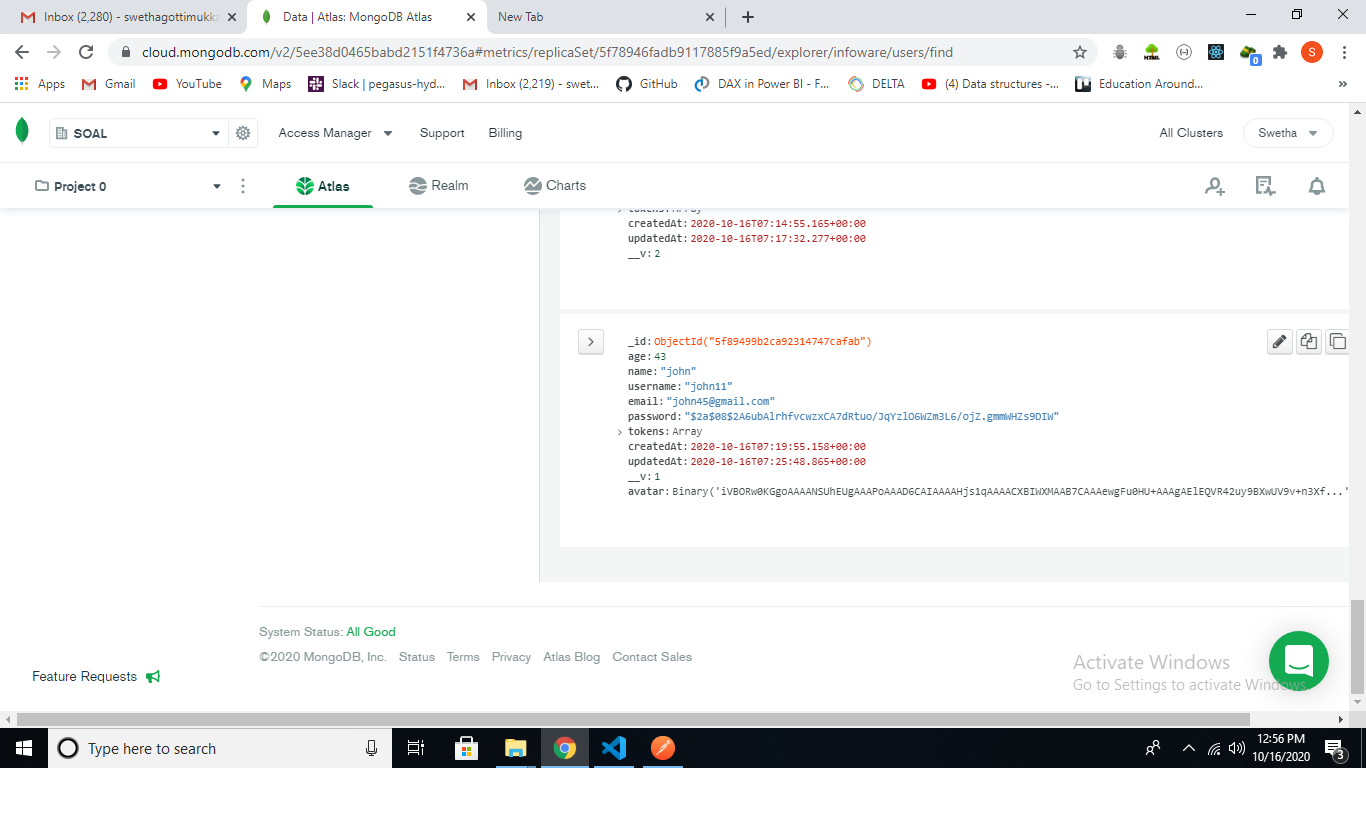 Inbox (2,280) - swethagottimukka
Data | Atlas: MongoDB Atlas
New Tab
cloud.mongodb.com/v2/5ee38d0465babd2151f4736a#metrics/replicaSet/5f78946fadb9117885f9a5ed/explorer/infoware/users/find
S
HTML
0
Apps
Gmail
YouTube
Maps
Slack | pegasus-hyd...
Inbox (2,219) - swet...
GitHub
DAX in Power BI - F...
DELTA
(4) Data structures -...
Education Around...
SOAL
Access Manager
Support
Billing
All Clusters
Swetha
Project 0
Atlas
Realm
Charts
tokens: Array
createdAt: 2020-10-16T07:14:55.165+00:00
updatedAt: 2020-10-16T07:17:32.277+00:00
__v: 2
_id: ObjectId("5f89499b2ca92314747cafab")
age: 43
name: "john"
username: "john11"
email: "john45@gmail.com"
password: "$2a$08$2A6ubAlrhfvcwzxCA7dRtuo/JqYzlO6WZm3L6/ojZ.gmmWHZs9DIW"
tokens: Array
createdAt: 2020-10-16T07:19:55.158+00:00
updatedAt: 2020-10-16T07:25:48.865+00:00
__v: 1
avatar: Binary('iVBORw0KGgoAAAANSUhEUgAAAPoAAAD6CAIAAAAHjs1qAAAACXBIWXMAAB7CAAAewgFu0HU+AAAgAElEQVR42uy9BXwUV9v+n3Xf...'
System Status: All Good
©2020 MongoDB, Inc.
Status
Terms
Privacy
Atlas Blog
Contact Sales
Feature Requests
Activate Windows
Go to Settings to activate Windows.
Type here to search
12:56 PM
10/16/2020
3